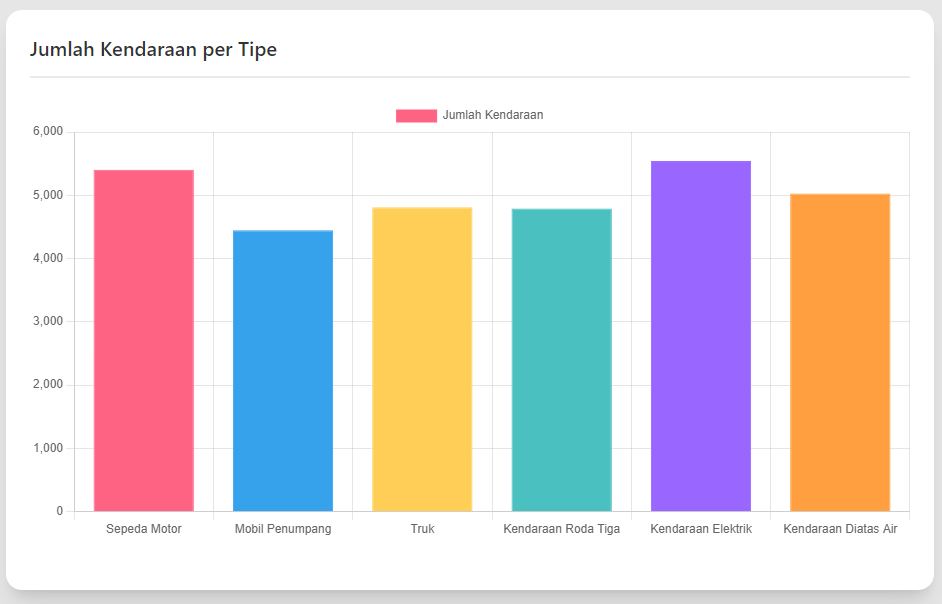 Jumlah Kendaraan per Tipe
Jumlah Kendaraan
6,000
5,000
4,000
3,000
2,000
1,000
0
Sepeda Motor
Mobil Penumpang
Truk
Kendaraan Roda Tiga
Kendaraan Elektrik
Kendaraan Diatas Air